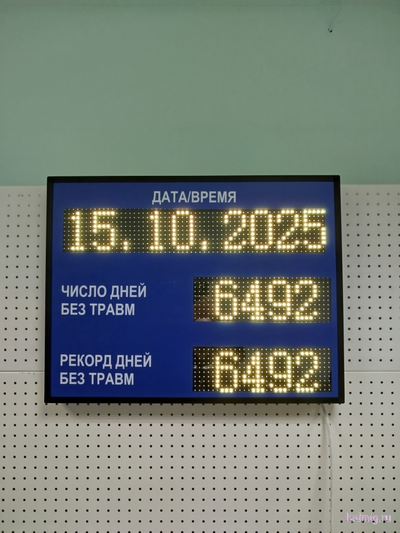 ДАТА/ВРЕМЯ
15.10.2025
ЧИСЛО ДНЕЙ
БЕЗ ТРАВМ
6492
РЕКОРД ДНЕЙ
БЕЗ ТРАВМ
6492